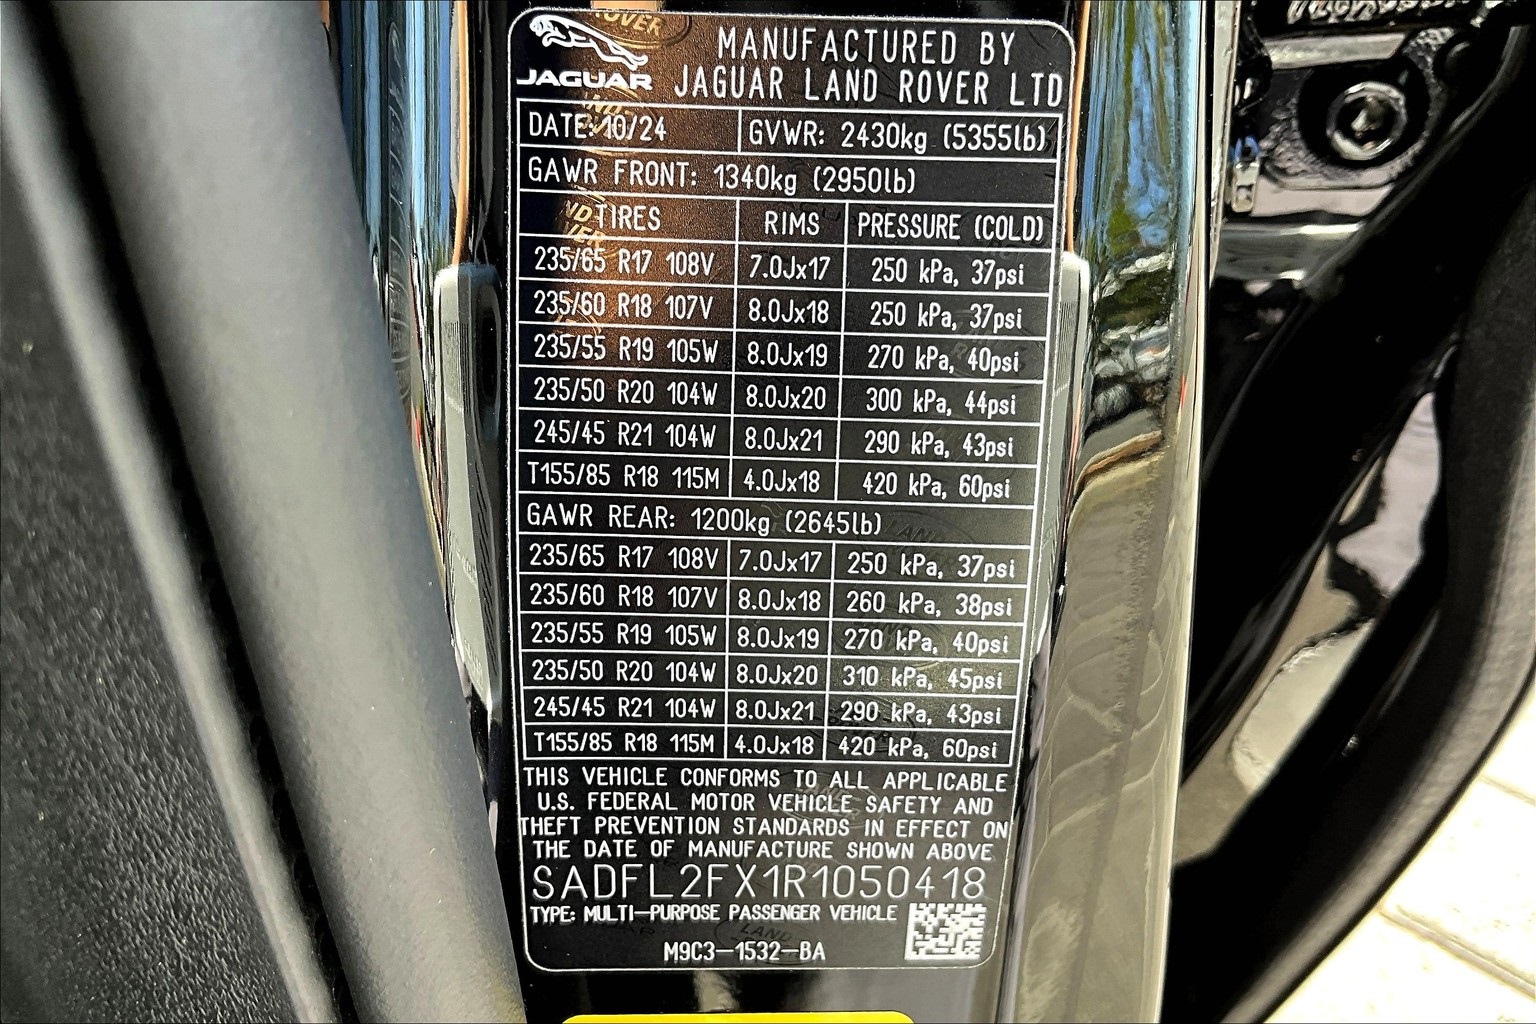 JAGUAR
MANUFACTURED BY
JAGUAR LAND ROVER LTD
DATE: 10/24 GVWR: 2430kg (5355lb)
GAWR FRONT: 1340kg (2950lb)
TIRES RIMS PRESSURE (COLD)
235/65 R17 108V 7.0Jx17 250 kPa, 37psi
235/60 R18 107V 8.0Jx18 250 kPa, 37psi
235/55 R19 105W 8.0Jx19 270 kPa, 40psi
235/50 R20 104W 8.0Jx20 300 kPa, 44psi
245/45 R21 104W 8.0Jx21 290 kPa, 43psi
T155/85 R18 115M 4.0Jx18 420 kPa, 60psi
GAWR REAR: 1200kg (2645lb)
235/65 R17 108V 7.0Jx17 250 kPa, 37psi
235/60 R18 107V 8.0Jx18 260 kPa, 38psi
235/55 R19 105W 8.0Jx19 270 kPa, 40psi
235/50 R20 104W 8.0Jx20 310 kPa, 45psi
245/45 R21 104W 8.0Jx21 290 kPa, 43psi
T155/85 R18 115M 4.0Jx18 420 kPa, 60psi
THIS VEHICLE CONFORMS TO ALL APPLICABLE
U.S. FEDERAL MOTOR VEHICLE SAFETY AND
THEFT PREVENTION STANDARDS IN EFFECT ON
THE DATE OF MANUFACTURE SHOWN ABOVE
SADFL2FX1R1050418
TYPE: MULTI-PURPOSE PASSENGER VEHICLE
M9C3-1532-BA